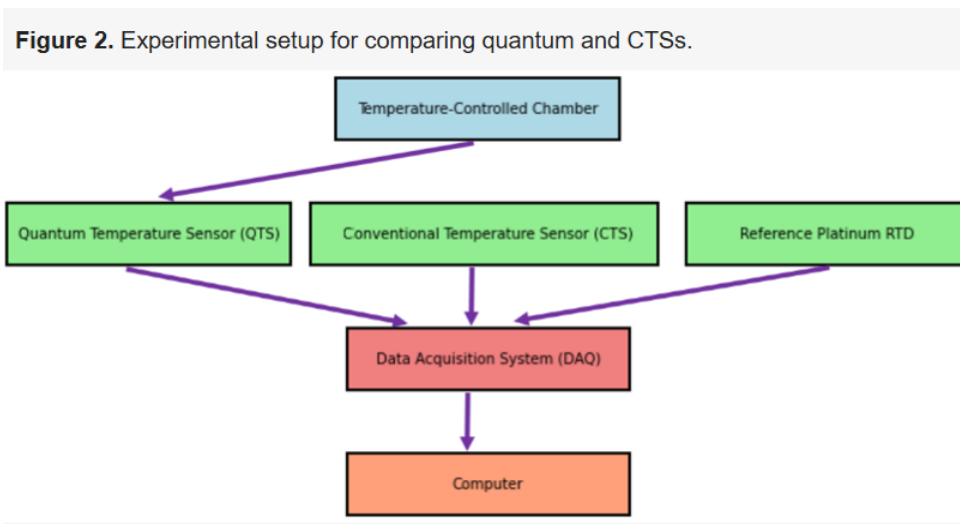 Figure 2. Experimental setup for comparing quantum and CTSs.
Temperature-Controlled Chamber
Quantum Temperature Sensor (QTS)
Conventional Temperature Sensor (CTS)
Reference Platinum RTD
Data Acquisition System (DAQ)
Computer